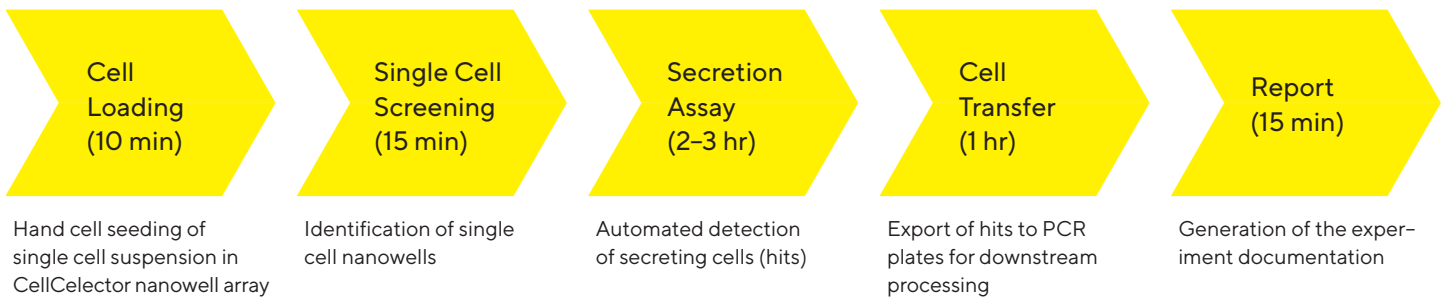 Cell
Loading
(10 min)
Hand cell seeding of
single cell suspension in
CellCelector nanowell array
Single Cell
Screening
(15 min)
Identification of single
cell nanowells
Secretion
Assay
(2–3 hr)
Automated detection
of secreting cells (hits)
Cell
Transfer
(1 hr)
Export of hits to PCR
plates for downstream
processing
Report
(15 min)
Generation of the exper–
iment documentation